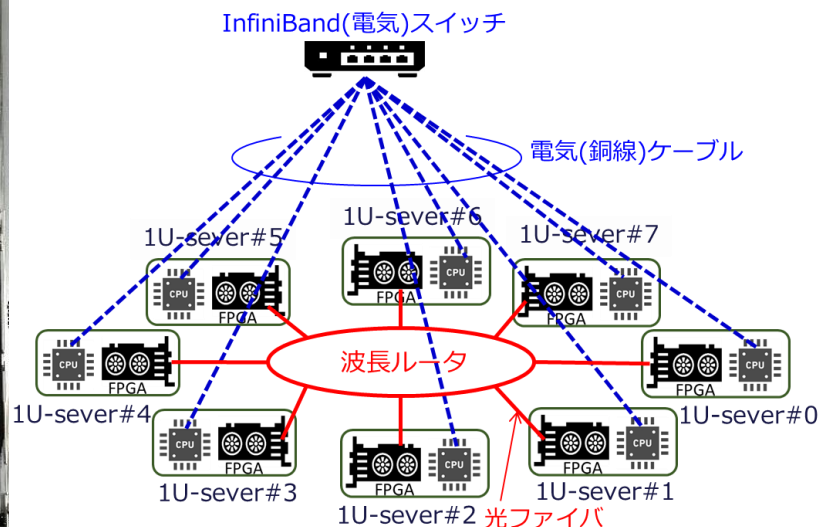 InfiniBand(電気)スイッチ
電気(銅線)ケーブル
1U-sever#6
1U-sever#5
1U-sever#7
CPU
FPGA
FPGA
CPU
FPGA
CPU
波長ルータ
CPU
FPGA
1U-sever#4
FPGA
CPU
1U-sever#0
CPU
FPGA
1U-sever#3
FPGA
CPU
1U-sever#2
FPGA
CPU
1U-sever#1
光ファイバ